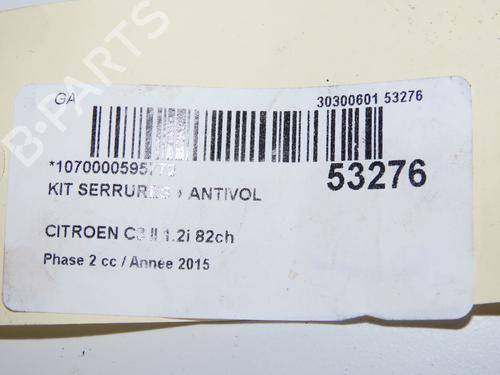 B-PARTS
GA
30300601 53276
53276
KIT SERRURES + ANTIVOL
CITROEN C3 II 1.2i 82ch
Phase 2 cc / Année 2015